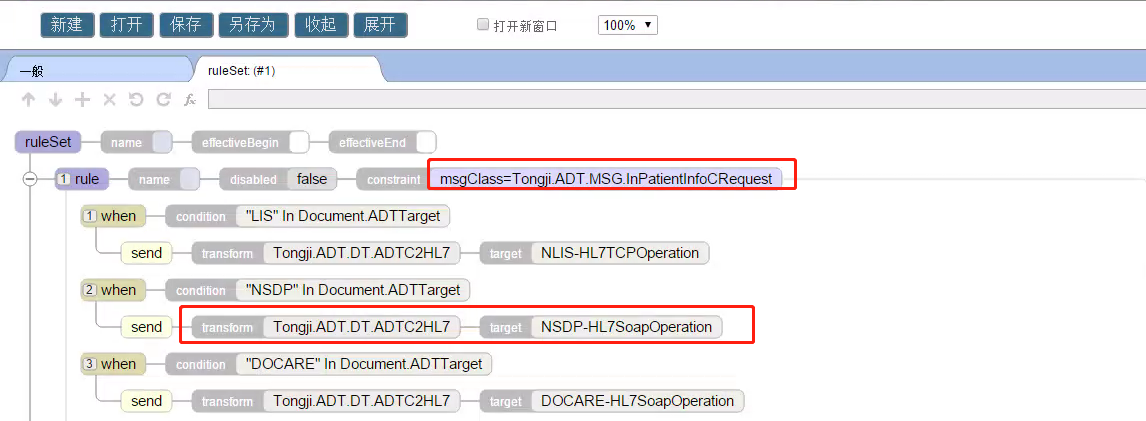 新建 打开 保存 另存为 收起 展开 打开新窗口 100%
一般 ruleSet: (#1)
fx
ruleSet name effectiveBegin effectiveEnd
1 rule name disabled false constraint msgClass=Tongji.ADT.MSG.InPatientInfoCRequest
1 when condition "LIS" In Document.ADTTarget
send transform Tongji.ADT.DT.ADTC2HL7 target NLIS-HL7TCPOperation
2 when condition "NSDP" In Document.ADTTarget
send transform Tongji.ADT.DT.ADTC2HL7 target NSDP-HL7SoapOperation
3 when condition "DOCARE" In Document.ADTTarget
send transform Tongji.ADT.DT.ADTC2HL7 target DOCARE-HL7SoapOperation